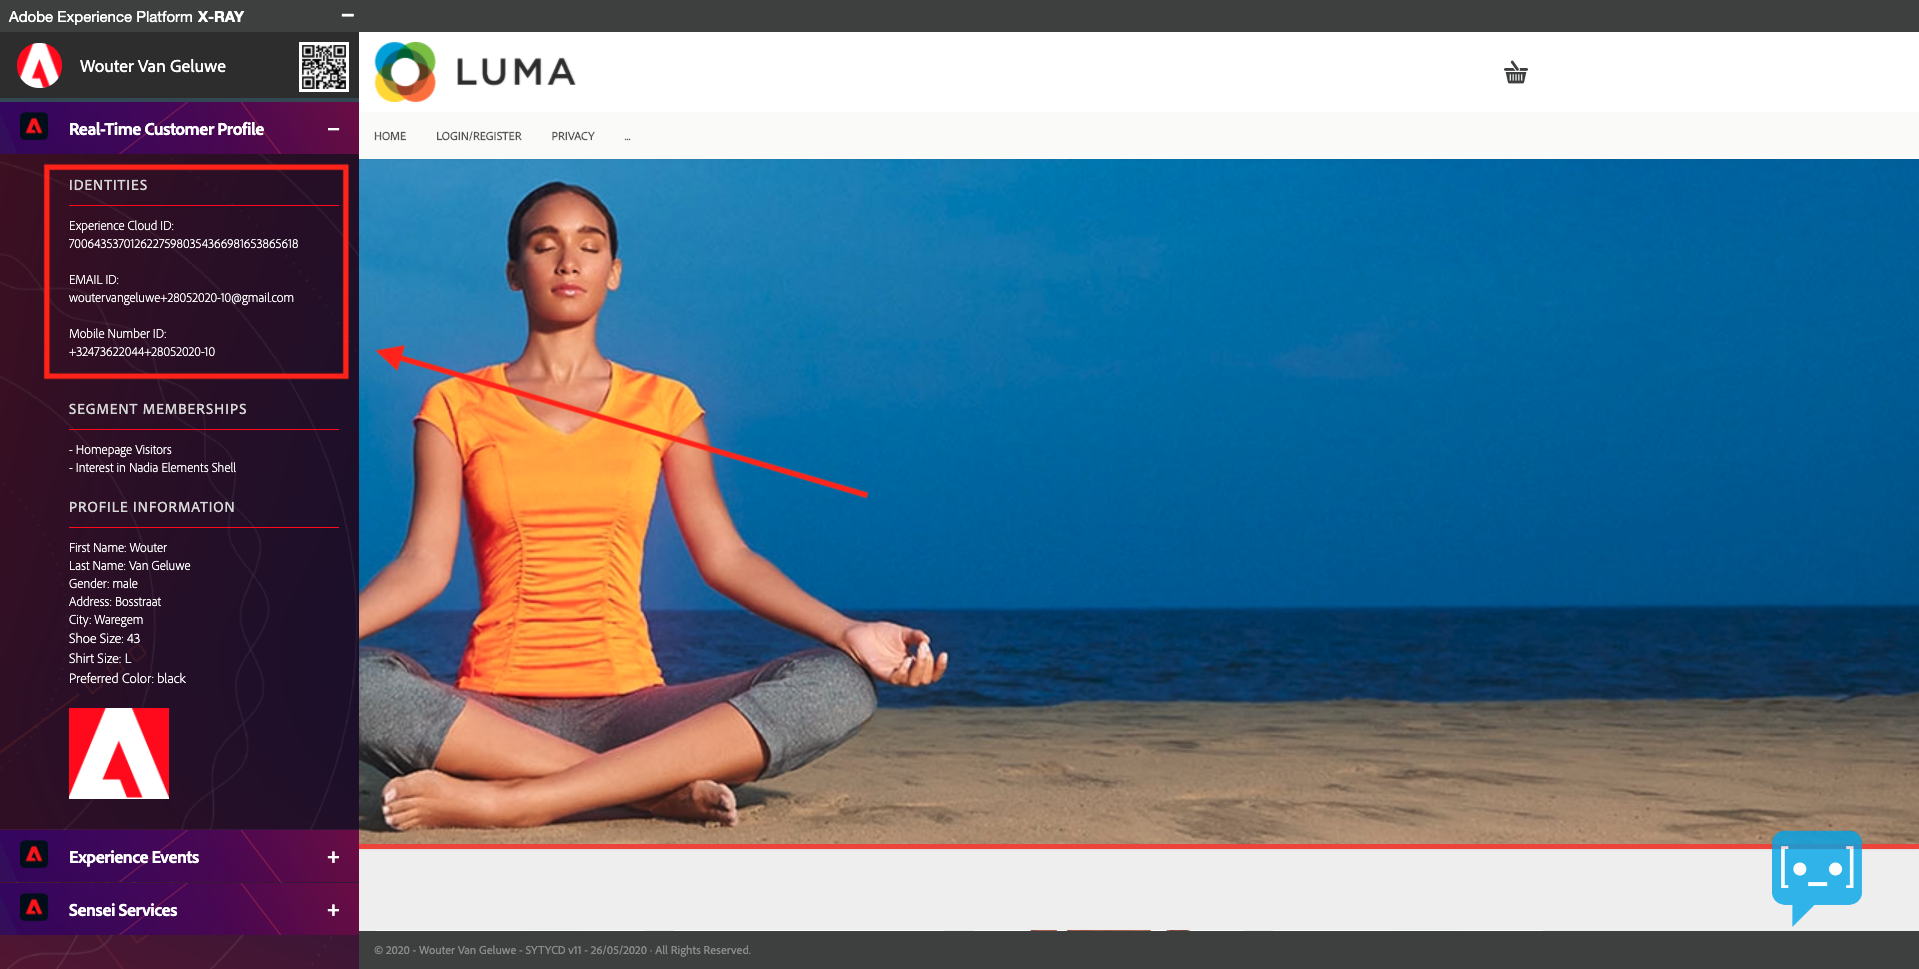 Adobe Experience Platform X-RAY
Wouter Van Geluwe
Real-Time Customer Profile
IDENTITIES
Experience Cloud ID:
70064353701262275980354366981653865618
EMAIL ID:
woutervangeluwe+28052020-10@gmail.com
Mobile Number ID:
+32473622044+28052020-10
SEGMENT MEMBERSHIPS
- Homepage Visitors
- Interest in Nadia Elements Shell
PROFILE INFORMATION
First Name: Wouter
Last Name: Van Geluwe
Gender: male
Address: Bosstraat
City: Waregem
Shoe Size: 43
Shirt Size: L
Preferred Color: black
Experience Events
Sensei Services
LUMA
HOME LOGIN/REGISTER PRIVACY ...
© 2020 - Wouter Van Geluwe - SYTYCD v11 - 26/05/2020 · All Rights Reserved.